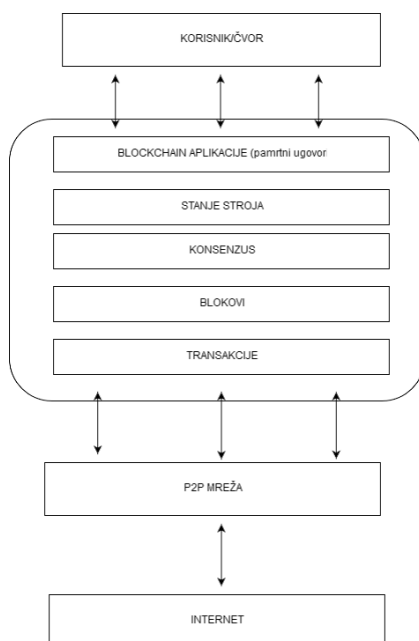 KORISNIK/ČVOR
BLOCKCHAIN APLIKACIJE (pamrtni ugovor
STANJE STROJA
KONSENZUS
BLOKOVI
TRANSAKCIJE
P2P MREŽA
INTERNET